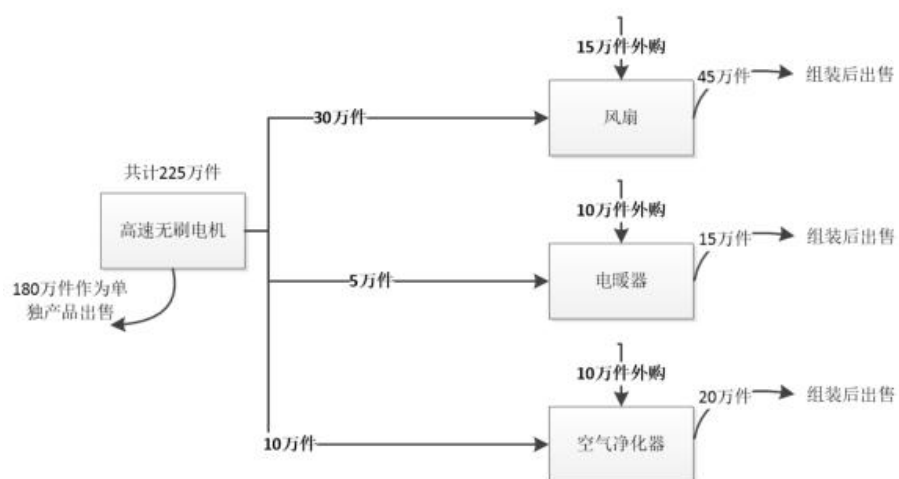 15万件外购
45万件
组装后出售
30万件
风扇
共计225万件
高速无刷电机
10万件外购
15万件
组装后出售
5万件
电暖器
180万件作为单
独产品出售
10万件外购
20万件
组装后出售
10万件
空气净化器